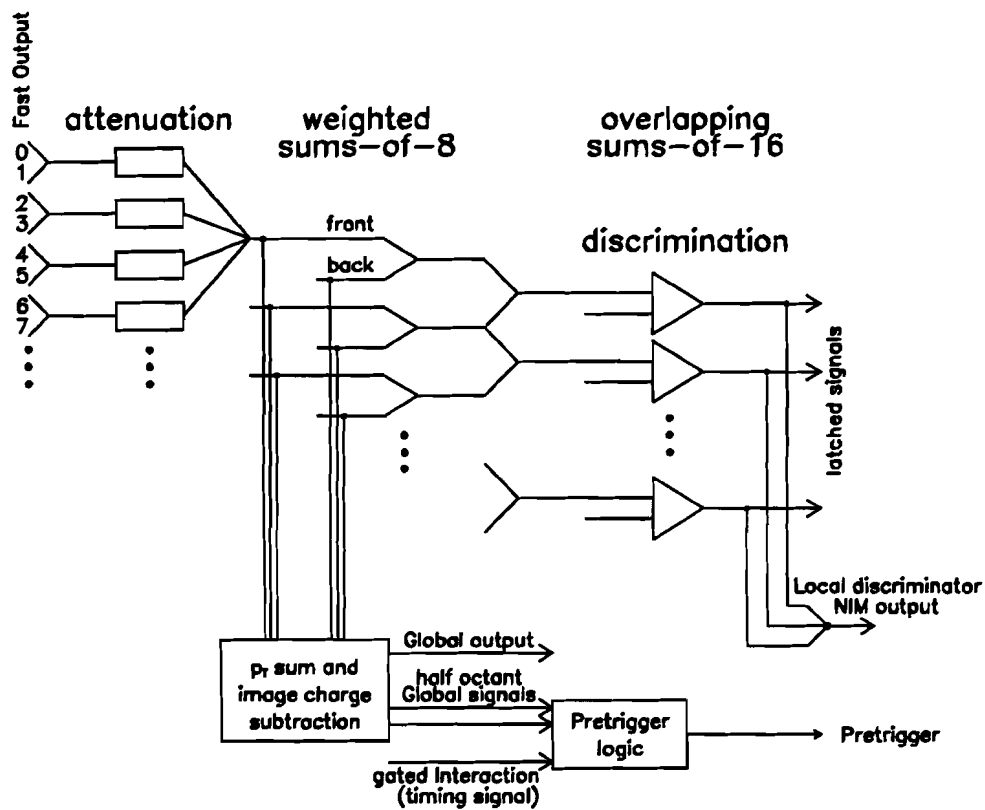 Fast Output
attenuation
weighted
sums-of-8
overlapping
sums-of-16
0
1
2
3
4
5
6
7
front
back
discrimination
latched signals
Local discriminator
NIM output
Global output
half octant
Global signals
pT sum and
image charge
subtraction
Pretrigger
logic
Pretrigger
gated Interaction
(timing signal)